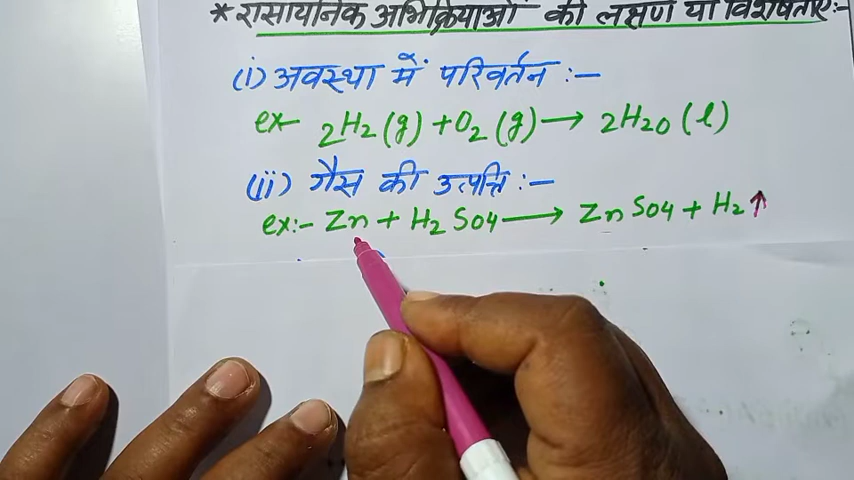 * रासायनिक अभिक्रियाओं की लक्षण या विशेषताए:-
(i) अवस्था में परिवर्तन :-
ex- 2H2(g) + O2(g) → 2H2O (l)
(ii) गैस की उत्पत्ति :-
ex:- Zn + H2SO4 → ZnSO4 + H2↑